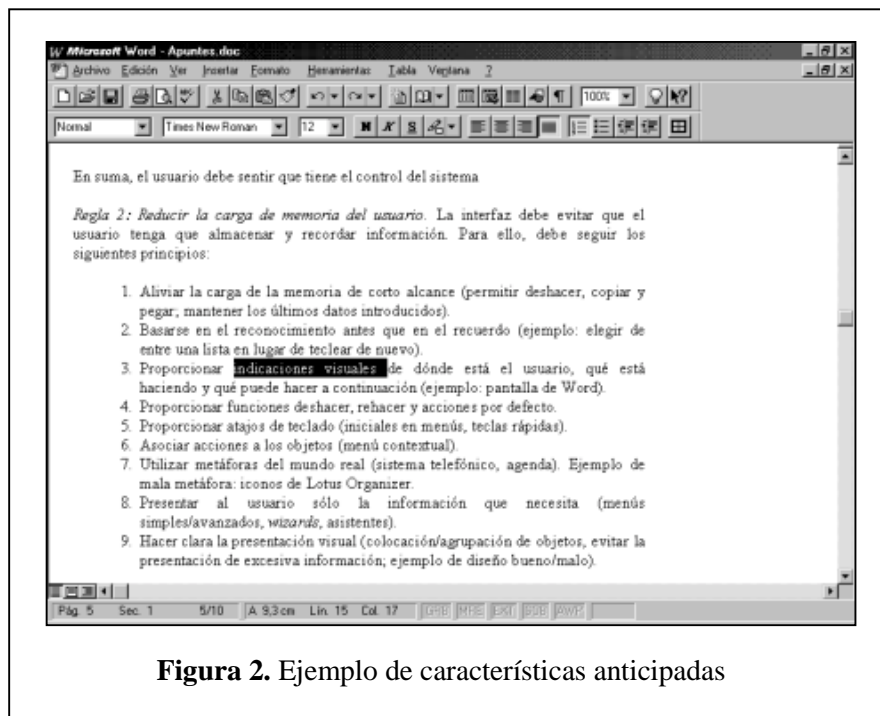 W Microsoft Word - Apuntes.doc
Archivo Edición Ver Insertar Formato Herramientas Tabla Ventana ?
100%
Normal Times New Roman 12 N K S
En suma, el usuario debe sentir que tiene el control del sistema
Regla 2: Reducir la carga de memoria del usuario. La interfaz debe evitar que el
usuario tenga que almacenar y recordar información. Para ello, debe seguir los
siguientes principios:
1. Aliviar la carga de la memoria de corto alcance (permitir deshacer, copiar y
pegar; mantener los últimos datos introducidos).
2. Basarse en el reconocimiento antes que en el recuerdo (ejemplo: elegir de
entre una lista en lugar de teclear de nuevo).
3. Proporcionar indicaciones visuales de dónde está el usuario, qué está
haciendo y qué puede hacer a continuación (ejemplo: pantalla de Word).
4. Proporcionar funciones deshacer, rehacer y acciones por defecto.
5. Proporcionar atajos de teclado (iniciales en menús, teclas rápidas).
6. Asociar acciones a los objetos (menú contextual).
7. Utilizar metáforas del mundo real (sistema telefónico, agenda). Ejemplo de
mala metáfora: iconos de Lotus Organizer.
8. Presentar al usuario sólo la información que necesita (menús
simples/avanzados, wizards, asistentes).
9. Hacer clara la presentación visual (colocación/agrupación de objetos, evitar la
presentación de excesiva información; ejemplo de diseño bueno/malo).
Pág. 5 Sec. 1 5/10 A 9,3 cm Lín. 15 Col. 17 GRB MHE EXT SOB AWP
Figura 2. Ejemplo de características anticipadas